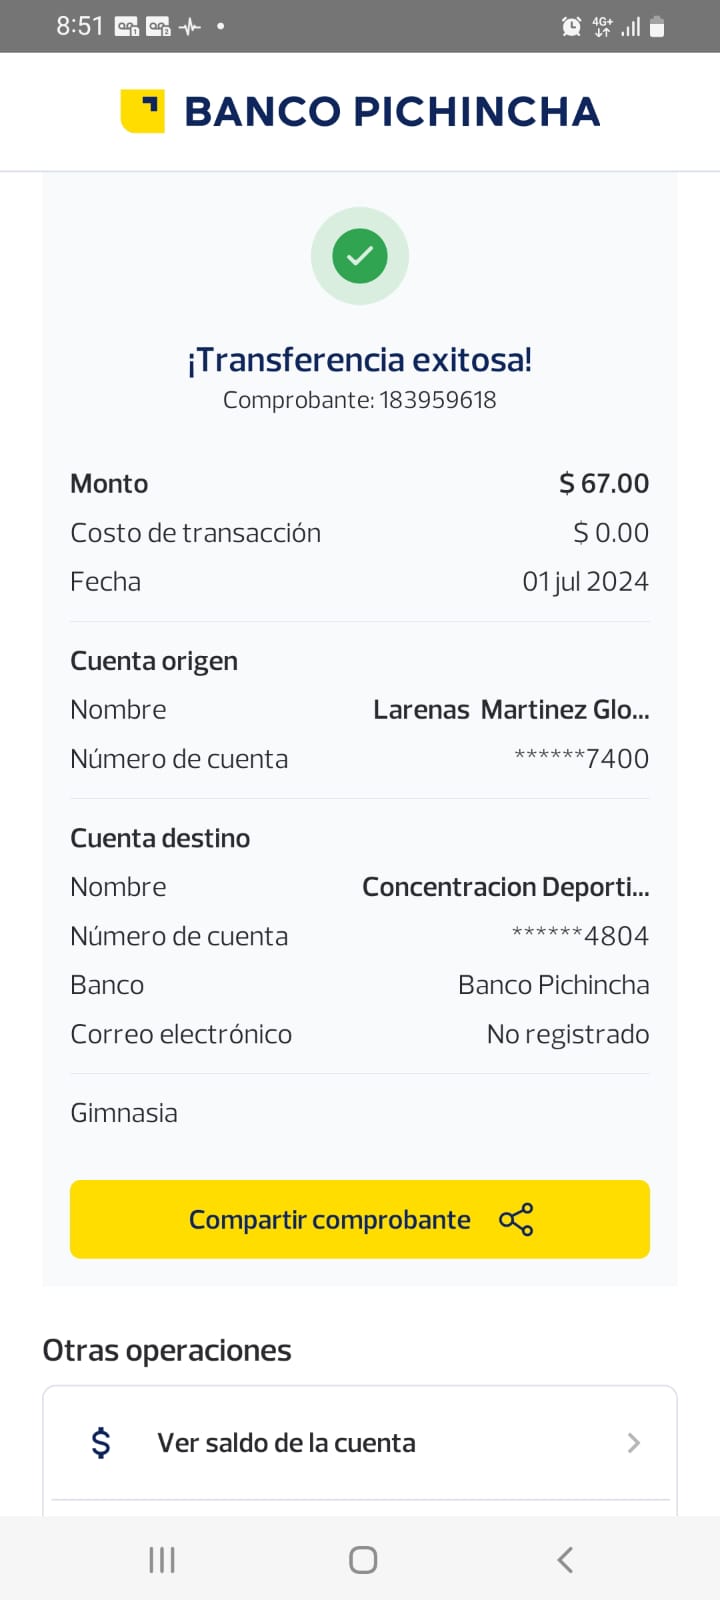 8:51
4G+
BANCO PICHINCHA
¡Transferencia exitosa!
Comprobante: 183959618
Monto $ 67.00
Costo de transacción $ 0.00
Fecha 01 jul 2024
Cuenta origen
Nombre Larenas Martinez Glo...
Número de cuenta ******7400
Cuenta destino
Nombre Concentracion Deporti...
Número de cuenta ******4804
Banco Banco Pichincha
Correo electrónico No registrado
Gimnasia
Compartir comprobante
Otras operaciones
$ Ver saldo de la cuenta